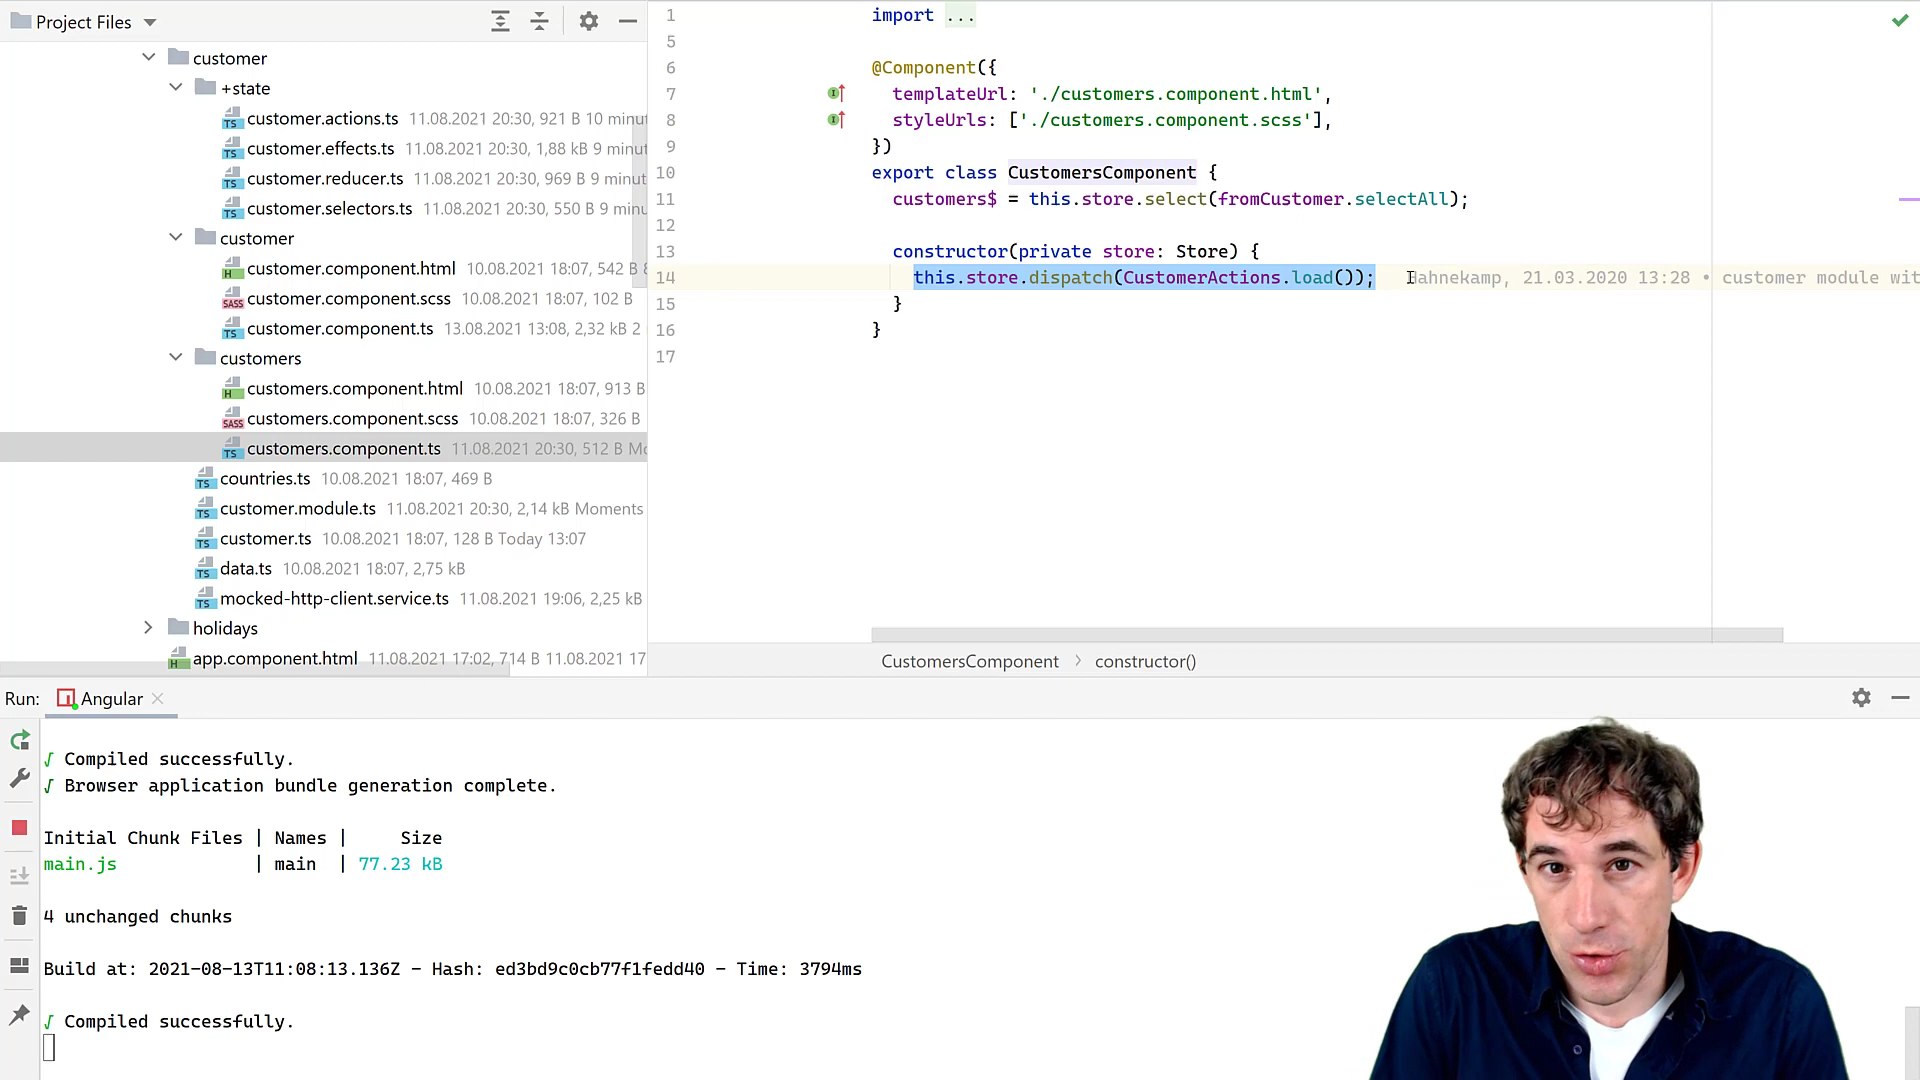 Project Files
customer
+state
customer.actions.ts 11.08.2021 20:30, 921 B 10 minut
customer.effects.ts 11.08.2021 20:30, 1,88 kB 9 minut
customer.reducer.ts 11.08.2021 20:30, 969 B 9 minut
customer.selectors.ts 11.08.2021 20:30, 550 B 9 minu
customer
customer.component.html 10.08.2021 18:07, 542 B 8
customer.component.scss 10.08.2021 18:07, 102 B
customer.component.ts 13.08.2021 13:08, 2,32 kB 2
customers
customers.component.html 10.08.2021 18:07, 913 B
customers.component.scss 10.08.2021 18:07, 326 B
customers.component.ts 11.08.2021 20:30, 512 B Mo
countries.ts 10.08.2021 18:07, 469 B
customer.module.ts 11.08.2021 20:30, 2,14 kB Moments
customer.ts 10.08.2021 18:07, 128 B Today 13:07
data.ts 10.08.2021 18:07, 2,75 kB
mocked-http-client.service.ts 11.08.2021 19:06, 2,25 kB
holidays
app.component.html 11.08.2021 17:02, 714 B 11.08.2021 17
1 import ...
5
6 @Component({
7 templateUrl: './customers.component.html',
8 styleUrls: ['./customers.component.scss'],
9 })
10 export class CustomersComponent {
11 customers$ = this.store.select(fromCustomer.selectAll);
12
13 constructor(private store: Store) {
14 this.store.dispatch(CustomerActions.load()); Hahnekamp, 21.03.2020 13:28 • customer module wit
15 }
16 }
17
CustomersComponent > constructor()
Run: Angular
√ Compiled successfully.
√ Browser application bundle generation complete.
Initial Chunk Files | Names | Size
main.js | main | 77.23 kB
4 unchanged chunks
Build at: 2021-08-13T11:08:13.136Z - Hash: ed3bd9c0cb77f1fedd40 - Time: 3794ms
√ Compiled successfully.